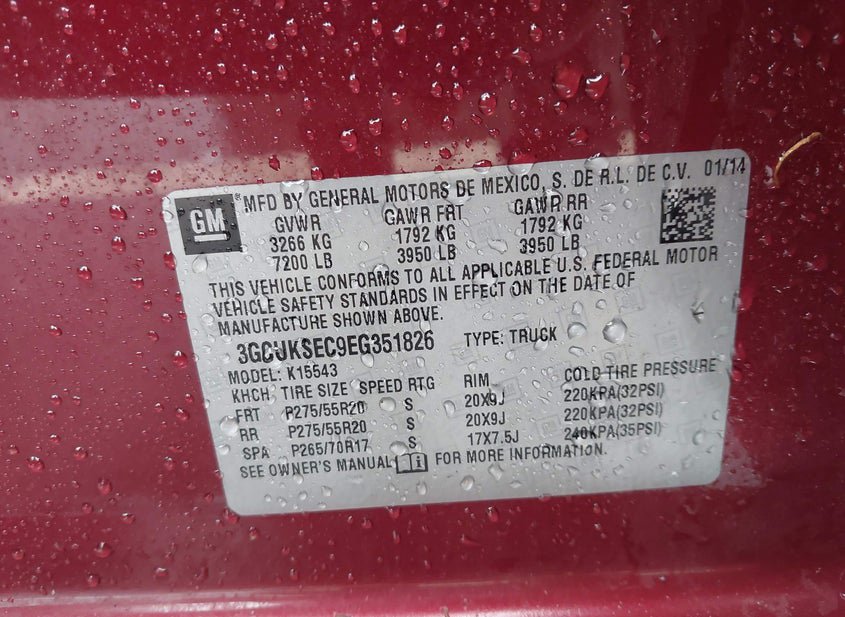 GM ® MFD BY GENERAL MOTORS DE MEXICO, S. DE R.L. DE C.V. 01/14
GVWR GAWR FRT GAWR RR
3266 KG 1792 KG 1792 KG
7200 LB 3950 LB 3950 LB
THIS VEHICLE CONFORMS TO ALL APPLICABLE U.S. FEDERAL MOTOR
VEHICLE SAFETY STANDARDS IN EFFECT ON THE DATE OF
MANUFACTURE SHOWN ABOVE.
3GCUKSEC9EG351826 TYPE: TRUCK
MODEL: K15543
KHCH TIRE SIZE SPEED RTG RIM COLD TIRE PRESSURE
FRT P275/55R20 S 20X9J 220KPA(32PSI)
RR P275/55R20 S 20X9J 220KPA(32PSI)
SPA P265/70R17 S 17X7.5J 240KPA(35PSI)
SEE OWNER'S MANUAL FOR MORE INFORMATION.